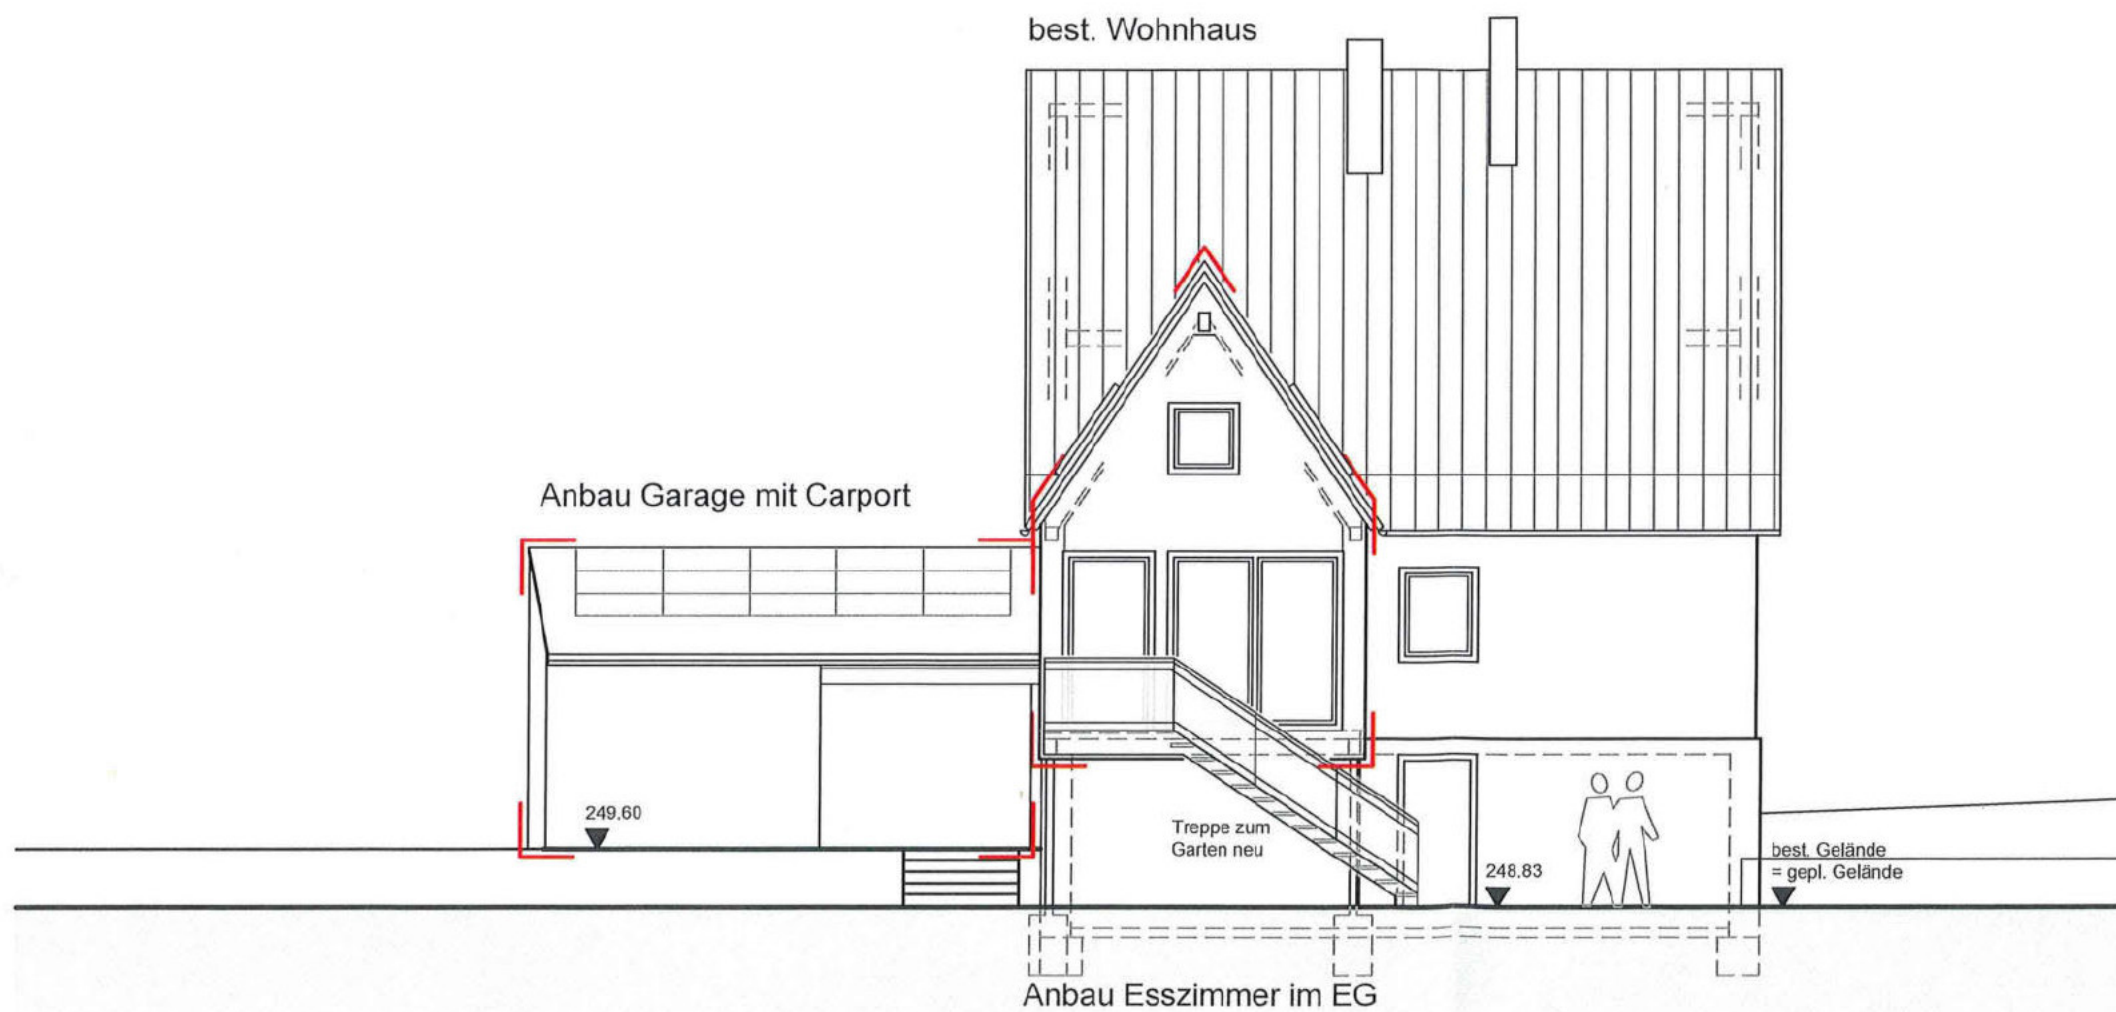 best. Wohnhaus
Anbau Garage mit Carport
249.60
Treppe zum
Garten neu
248.83
best. Gelände
= gepl. Gelände
Anbau Esszimmer im EG